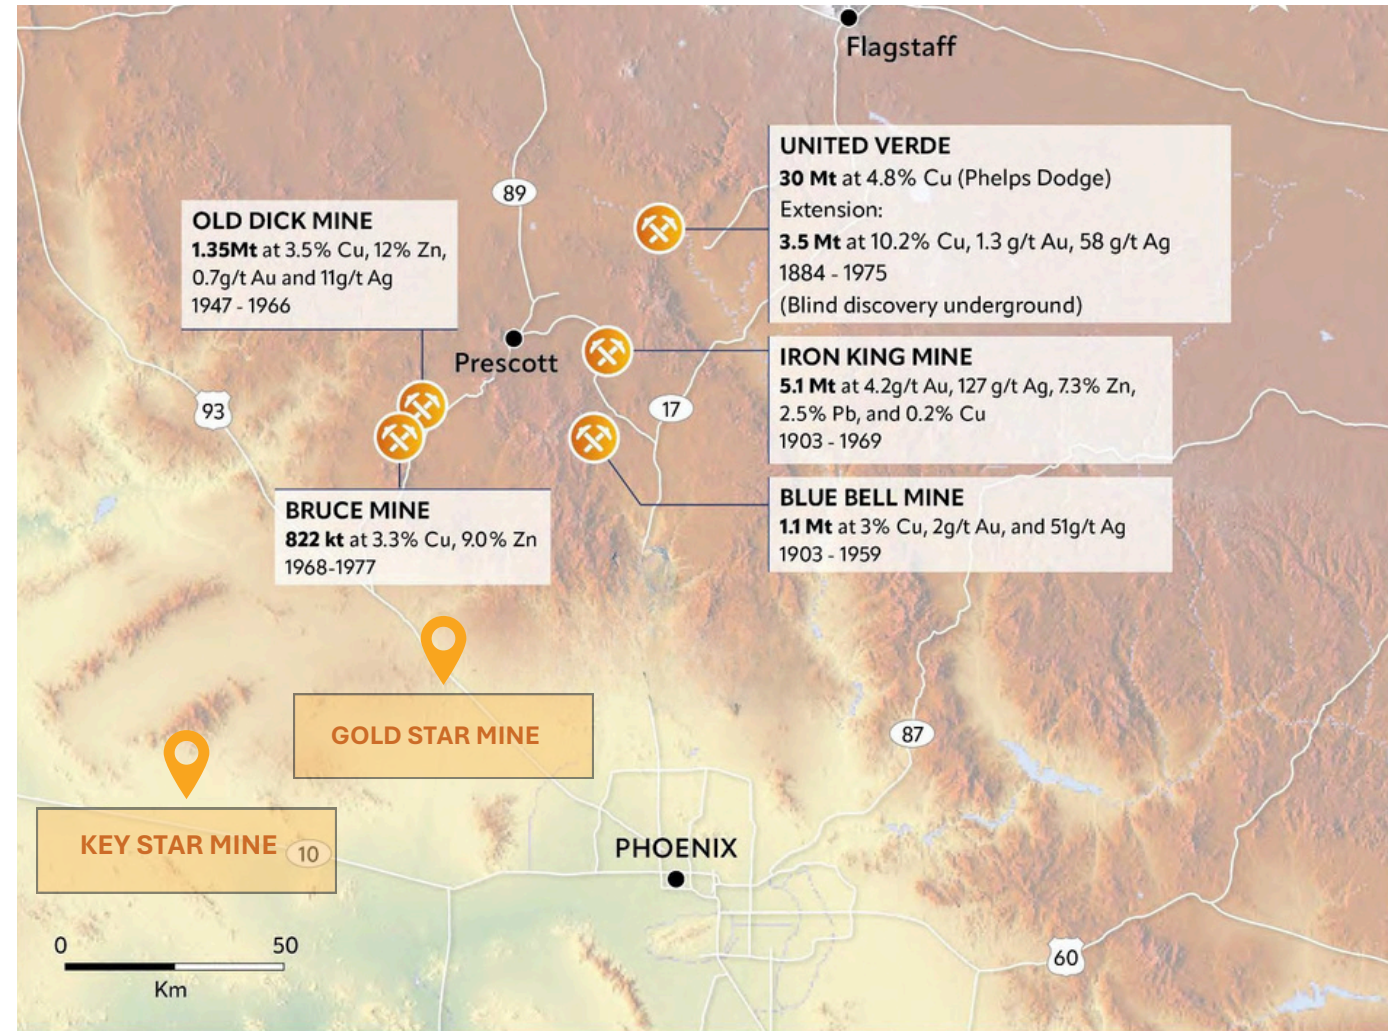 Flagstaff
UNITED VERDE
30 Mt at 4.8% Cu (Phelps Dodge)
Extension:
3.5 Mt at 10.2% Cu, 1.3 g/t Au, 58 g/t Ag
1884 - 1975
(Blind discovery underground)
89
OLD DICK MINE
1.35Mt at 3.5% Cu, 12% Zn,
0.7g/t Au and 11g/t Ag
1947 - 1966
Prescott
IRON KING MINE
5.1 Mt at 4.2g/t Au, 127 g/t Ag, 7.3% Zn,
2.5% Pb, and 0.2% Cu
1903 - 1969
93
17
BRUCE MINE
822 kt at 3.3% Cu, 9.0% Zn
1968-1977
BLUE BELL MINE
1.1 Mt at 3% Cu, 2g/t Au, and 51g/t Ag
1903 - 1959
GOLD STAR MINE
87
KEY STAR MINE
10
PHOENIX
0 50
Km
60